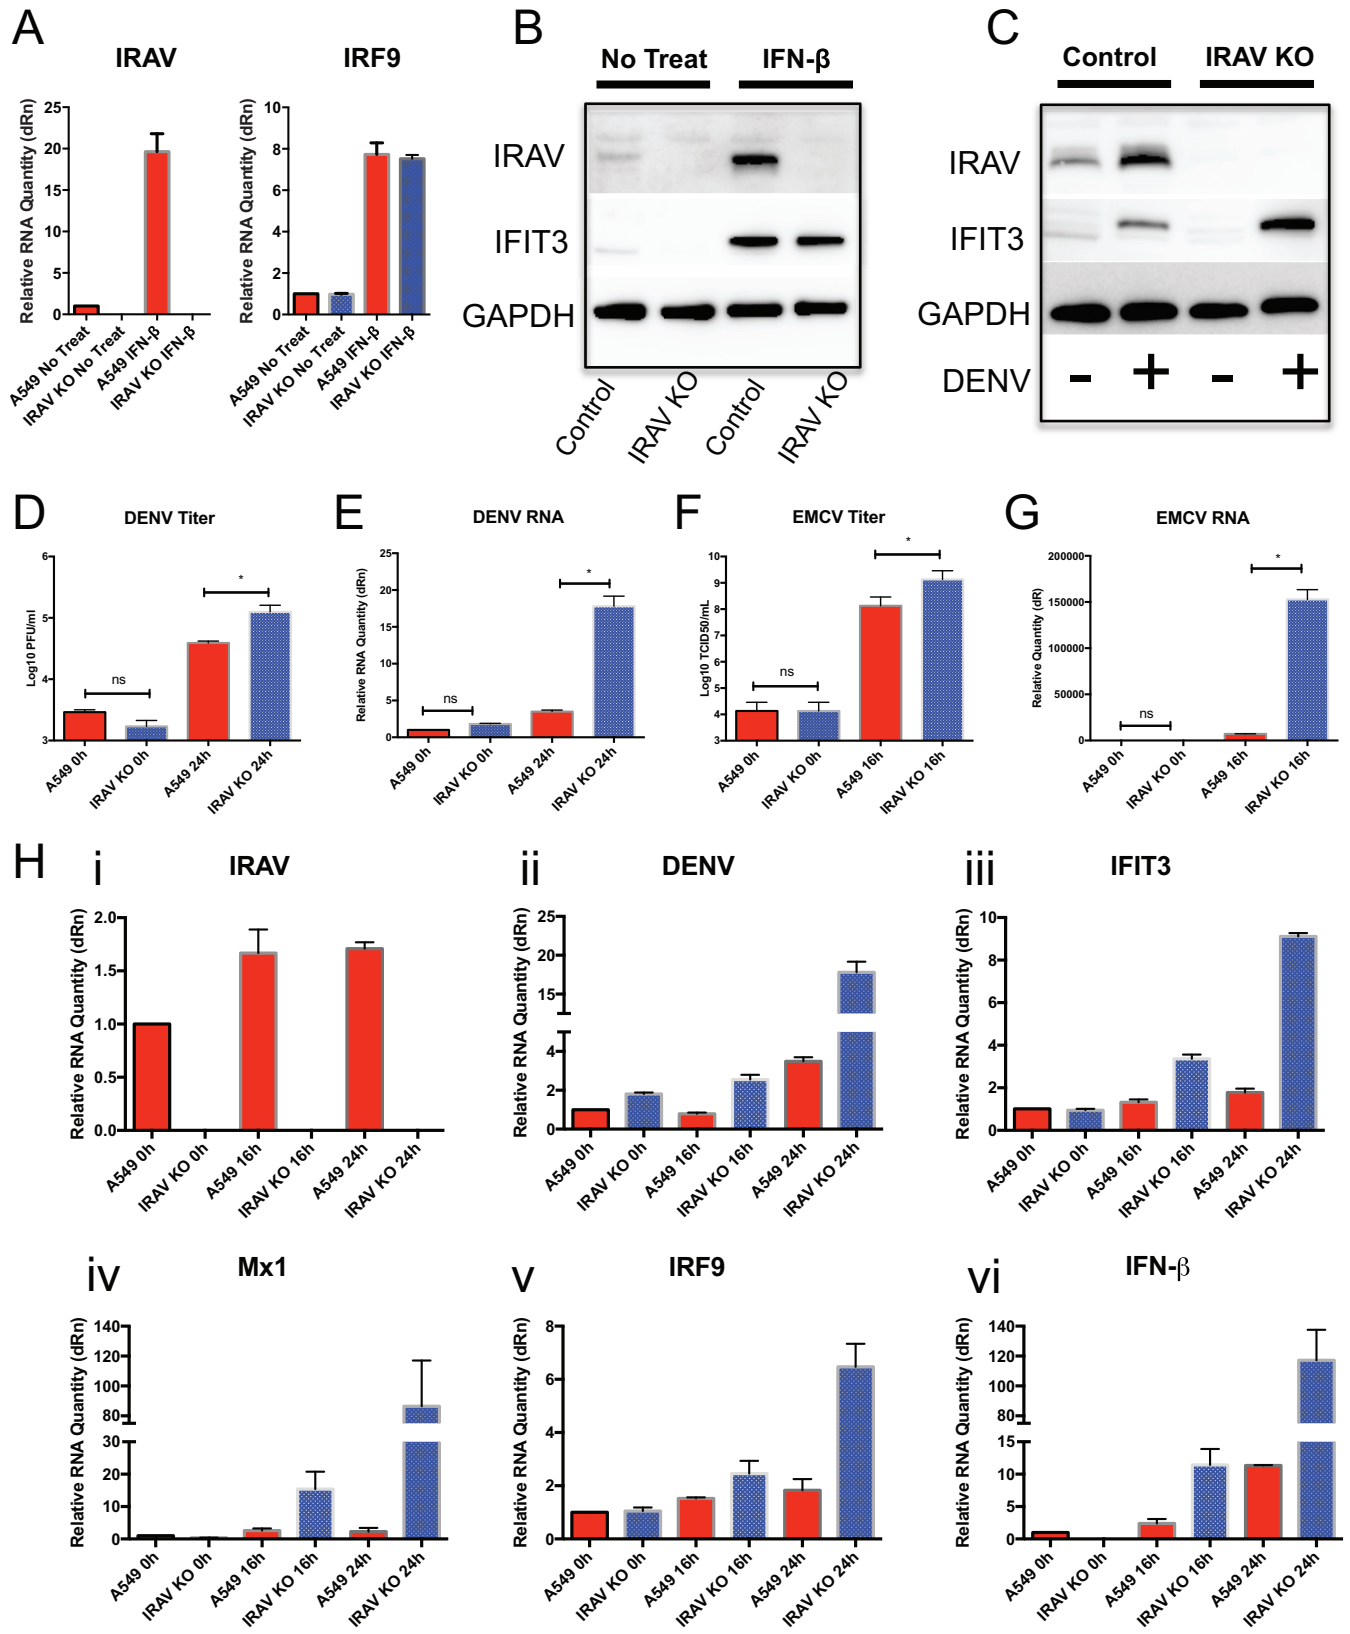 A
IRAV
Relative RNA Quantity (dRn)
25
20
15
10
5
0
A549 No Treat
IRAV KO No Treat
A549 IFN-β
IRAV KO IFN-β
IRF9
Relative RNA Quantity (dRn)
10
8
6
4
2
0
A549 No Treat
IRAV KO No Treat
A549 IFN-β
IRAV KO IFN-β
B
No Treat IFN-β
IRAV
IFIT3
GAPDH
Control
IRAV KO
Control
IRAV KO
C
Control IRAV KO
IRAV
IFIT3
GAPDH
DENV - + - +
D
DENV Titer
Log10 PFU/ml
6
5
4
3
ns
*
A549 0h
IRAV KO 0h
A549 24h
IRAV KO 24h
E
DENV RNA
Relative RNA Quantity (dRn)
25
20
15
10
5
0
ns
*
A549 0h
IRAV KO 0h
A549 24h
IRAV KO 24h
F
EMCV Titer
Log10 TCID50/mL
10
9
8
7
6
5
4
3
ns
*
A549 0h
IRAV KO 0h
A549 16h
IRAV KO 16h
G
EMCV RNA
Relative Quantity (dR)
200000
150000
100000
50000
0
ns
*
A549 0h
IRAV KO 0h
A549 16h
IRAV KO 16h
H
i
IRAV
Relative RNA Quantity (dRn)
2.0
1.5
1.0
0.5
0.0
A549 0h
IRAV KO 0h
A549 16h
IRAV KO 16h
A549 24h
IRAV KO 24h
ii
DENV
Relative RNA Quantity (dRn)
25
20
15
4
2
0
A549 0h
IRAV KO 0h
A549 16h
IRAV KO 16h
A549 24h
IRAV KO 24h
iii
IFIT3
Relative RNA Quantity (dRn)
10
8
6
4
2
0
A549 0h
IRAV KO 0h
A549 16h
IRAV KO 16h
A549 24h
IRAV KO 24h
iv
Mx1
Relative RNA Quantity (dRn)
140
120
100
80
30
20
10
0
A549 0h
IRAV KO 0h
A549 16h
IRAV KO 16h
A549 24h
IRAV KO 24h
v
IRF9
Relative RNA Quantity (dRn)
8
6
4
2
0
A549 0h
IRAV KO 0h
A549 16h
IRAV KO 16h
A549 24h
IRAV KO 24h
vi
IFN-β
Relative RNA Quantity (dRn)
140
120
100
80
15
10
5
0
A549 0h
IRAV KO 0h
A549 16h
IRAV KO 16h
A549 24h
IRAV KO 24h